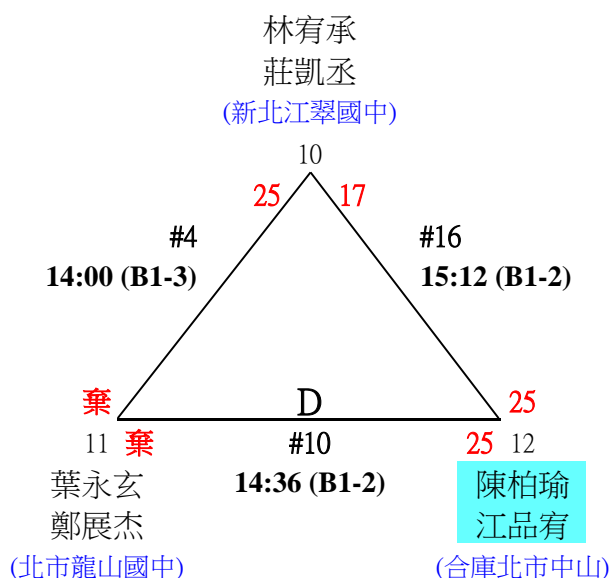 林宥承
莊凱丞
(新北江翠國中)
10
25 17
#4 #16
14:00 (B1-3) 15:12 (B1-2)
棄 D 25
11 棄 #10 25 12
葉永玄 14:36 (B1-2) 陳柏瑜
鄭展杰 江品宥
(北市龍山國中) (合庫北市中山)